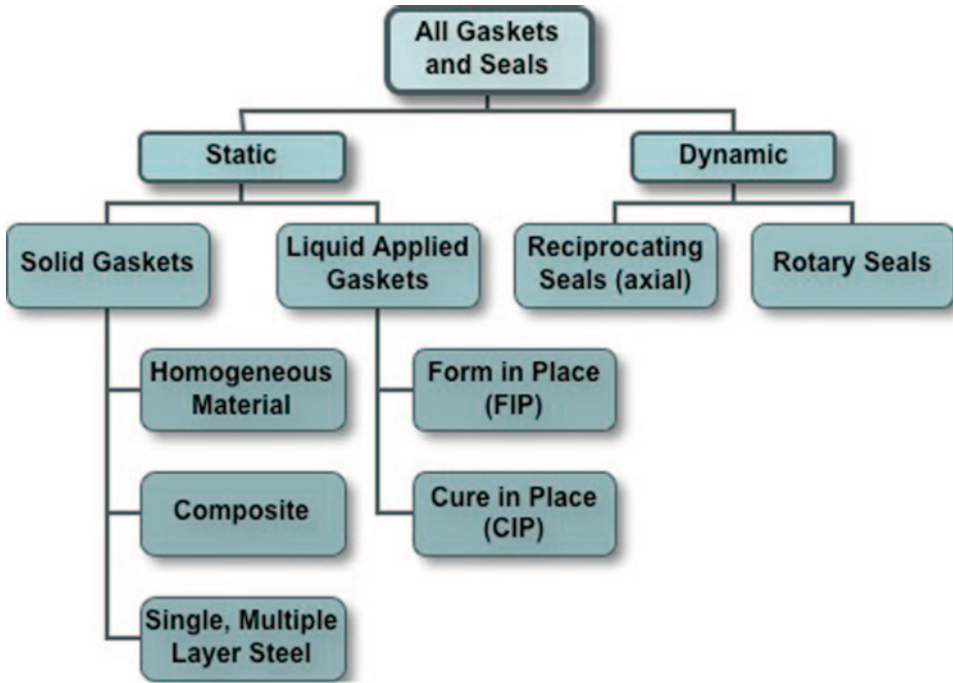 All Gaskets
and Seals
Static
Dynamic
Solid Gaskets
Liquid Applied
Gaskets
Reciprocating
Seals (axial)
Rotary Seals
Homogeneous
Material
Form in Place
(FIP)
Composite
Cure in Place
(CIP)
Single, Multiple
Layer Steel